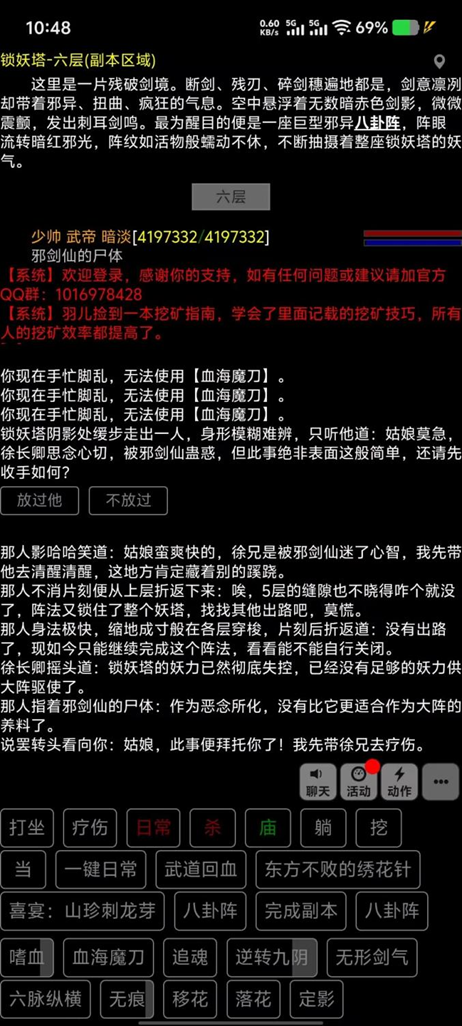 10:48
0.60 KB/s 5G 5G 69%
锁妖塔-六层(副本区域)
这里是一片残破剑境。断剑、残刃、碎剑穗遍地都是，剑意凛冽
却带着邪异、扭曲、疯狂的气息。空中悬浮着无数暗赤色剑影，微微
震颤，发出刺耳剑鸣。最为醒目的便是一座巨型邪异八卦阵，阵眼
流转暗红邪光，阵纹如活物般蠕动不休，不断抽摄着整座锁妖塔的妖
气。
六层
少帅 武帝 暗淡[4197332/4197332]
邪剑仙的尸体
【系统】欢迎登录，感谢你的支持，如有任何问题或建议请加官方
QQ群：1016978428
【系统】羽儿捡到一本挖矿指南，学会了里面记载的挖矿技巧，所有
人的挖矿效率都提高了。
你现在手忙脚乱，无法使用【血海魔刀】。
你现在手忙脚乱，无法使用【血海魔刀】。
你现在手忙脚乱，无法使用【血海魔刀】。
锁妖塔阴影处缓步走出一人，身形模糊难辨，只听他道：姑娘莫急，
徐长卿思念心切，被邪剑仙蛊惑，但此事绝非表面这般简单，还请先
收手如何？
放过他 不放过
那人影哈哈笑道：姑娘蛮爽快的，徐兄是被邪剑仙迷了心智，我先带
他去清醒清醒，这地方肯定藏着别的蹊跷。
那人不消片刻便从上层折返下来：唉，5层的缝隙也不晓得咋个就没
了，阵法又锁住了整个妖塔，找找其他出路吧，莫慌。
那人身法极快，缩地成寸般在各层穿梭，片刻后折返道：没有出路
了，现如今只能继续完成这个阵法，看看能不能自行关闭。
徐长卿摇头道：锁妖塔的妖力已然彻底失控，已经没有足够的妖力供
大阵驱使了。
那人指着邪剑仙的尸体：作为恶念所化，没有比它更适合作为大阵的
养料了。
说罢转头看向你：姑娘，此事便拜托你了！我先带徐兄去疗伤。
聊天 活动 动作
打坐 疗伤 日常 杀 庙 躺 挖
当 一键日常 武道回血 东方不败的绣花针
喜宴：山珍刺龙芽 八卦阵 完成副本 八卦阵
嗜血 血海魔刀 追魂 逆转九阴 无形剑气
六脉纵横 无痕 移花 落花 定影